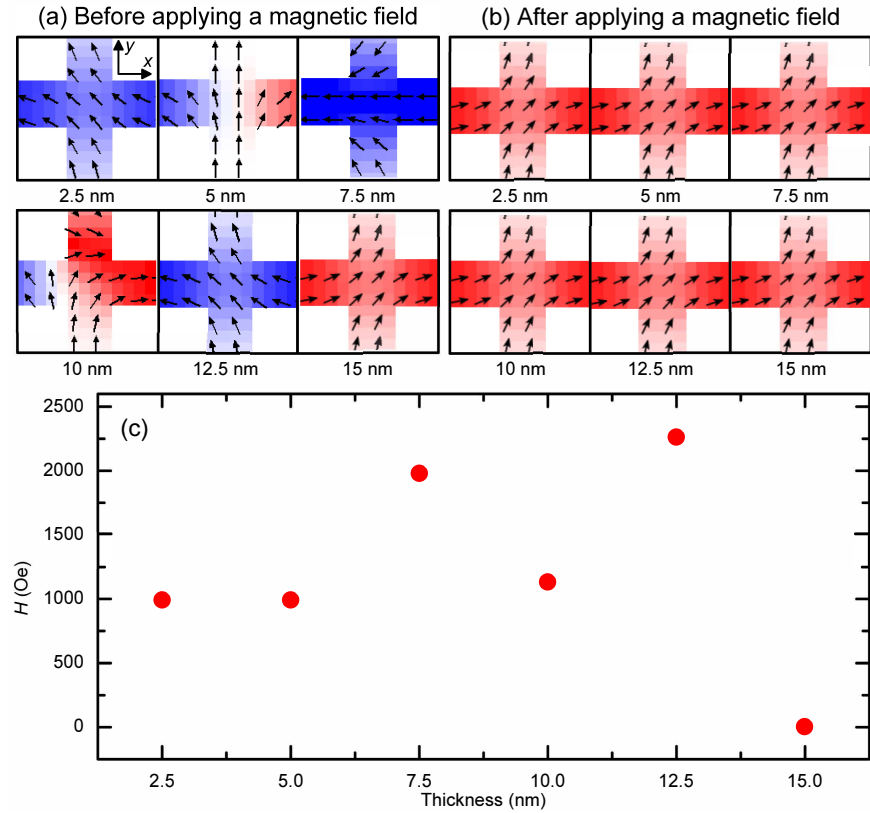 (a) Before applying a magnetic field
(b) After applying a magnetic field
y
x
2.5 nm
5 nm
7.5 nm
2.5 nm
5 nm
7.5 nm
10 nm
12.5 nm
15 nm
10 nm
12.5 nm
15 nm
(c)
2500
2000
1500
1000
500
0
H (Oe)
2.5
5.0
7.5
10.0
12.5
15.0
Thickness (nm)